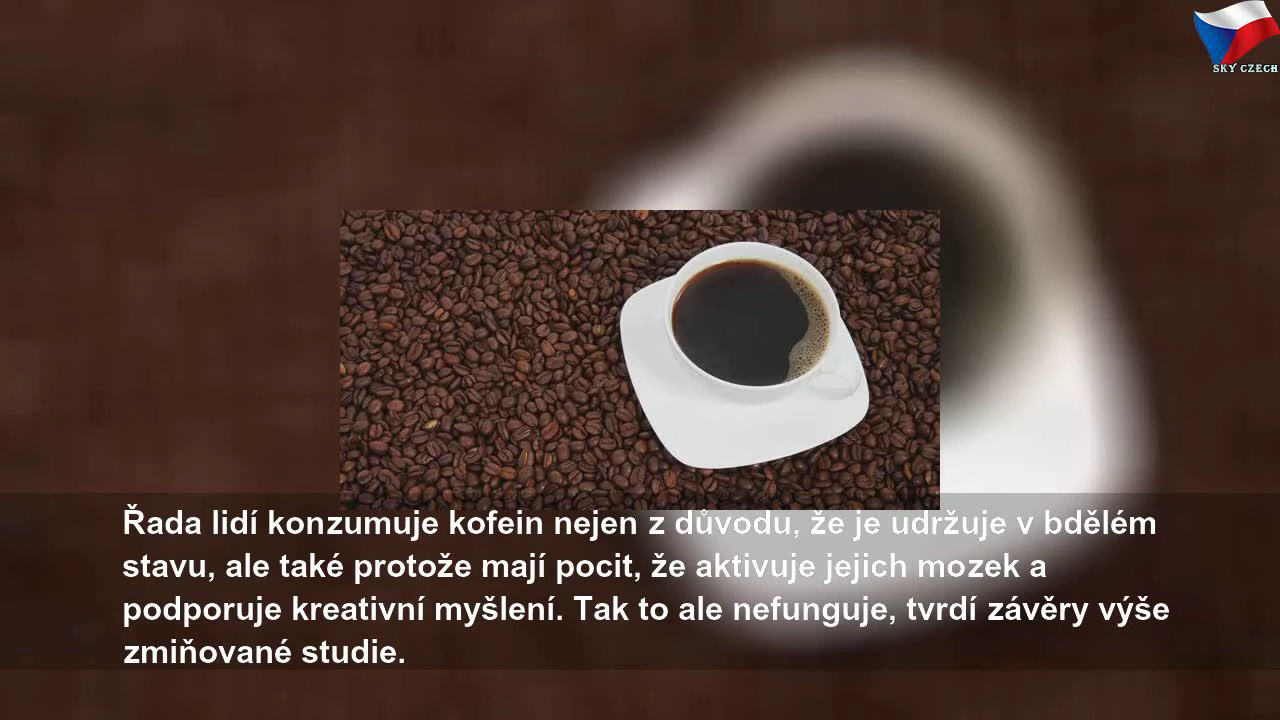 SKY CZECH
Řada lidí konzumuje kofein nejen z důvodu, že je udržuje v bdělém
stavu, ale také protože mají pocit, že aktivuje jejich mozek a
podporuje kreativní myšlení. Tak to ale nefunguje, tvrdí závěry výše
zmiňované studie.